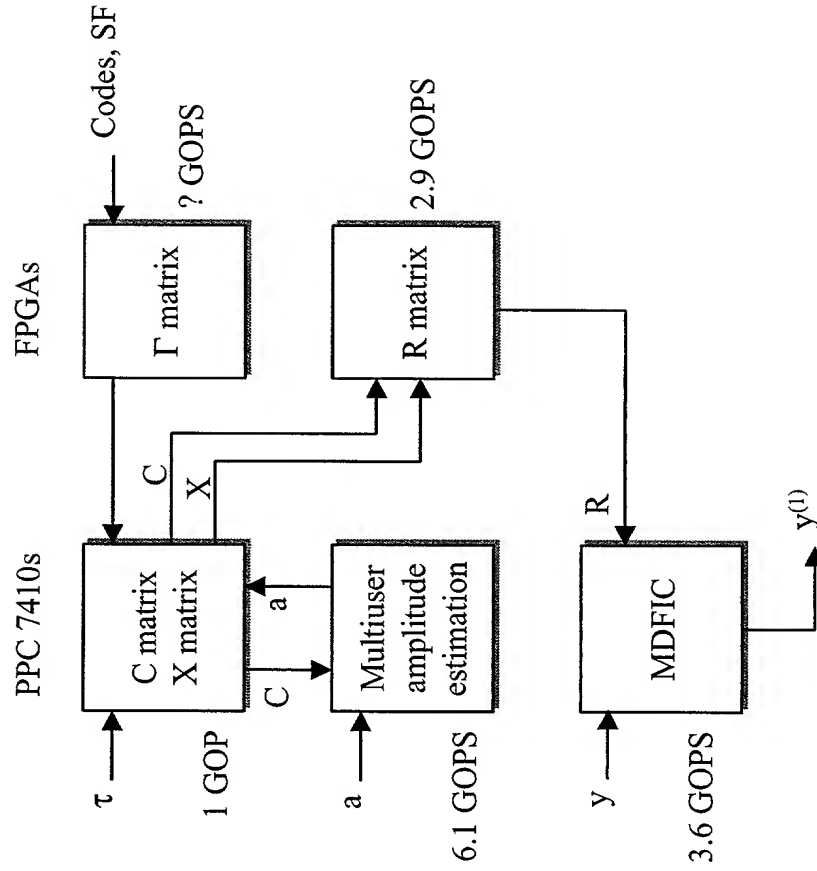 PPC 7410s
FPGAs
τ
C matrix
X matrix
1 GOP
Γ matrix
Codes, SF
? GOPS
C
X
C
a
a
Multiuser
amplitude
estimation
6.1 GOPS
R matrix
2.9 GOPS
y
MDFIC
R
3.6 GOPS
y(1)